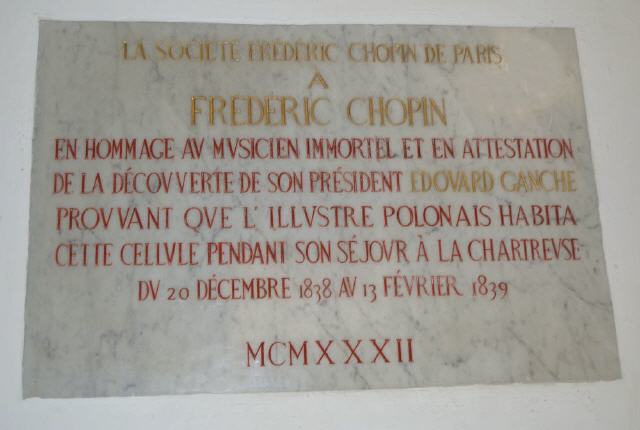 LA SOCIÉTÉ FRÉDÉRIC CHOPIN DE PARIS
A
FRÉDÉRIC CHOPIN
EN HOMMAGE AV MVSICIEN IMMORTEL ET EN ATTESTATION
DE LA DÉCOVVERTE DE SON PRÉSIDENT EDOVARD GANCHE
PROVVANT QVE L'ILLVSTRE POLONAIS HABITA
CETTE CELLVLE PENDANT SON SÉJOVR À LA CHARTREVSE
DV 20 DÉCEMBRE 1838 AV 13 FÉVRIER 1839
MCMXXXII